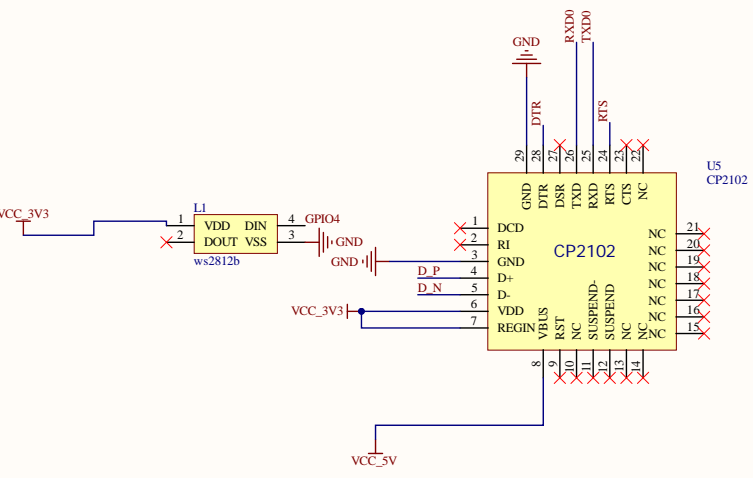 RXD0
TXD0
GND
DTR
RTS
29
28
27
26
25
24
23
22
U5
CP2102
GND
DTR
DSR
TXD
RXD
RTS
CTS
NC
L1
VCC_3V3
1 VDD DIN 4 GPIO4
2 DOUT VSS 3 GND
ws2812b
1 DCD
2 RI
GND 3 GND
D_P 4 D+
D_N 5 D-
VCC_3V3 6 VDD
7 REGIN
CP2102
NC 21
NC 20
NC 19
NC 18
NC 17
NC 16
NC 15
VBUS
RST
NC
SUSPEND-
SUSPEND
NC
NC
8
9
10
11
12
13
14
VCC_5V